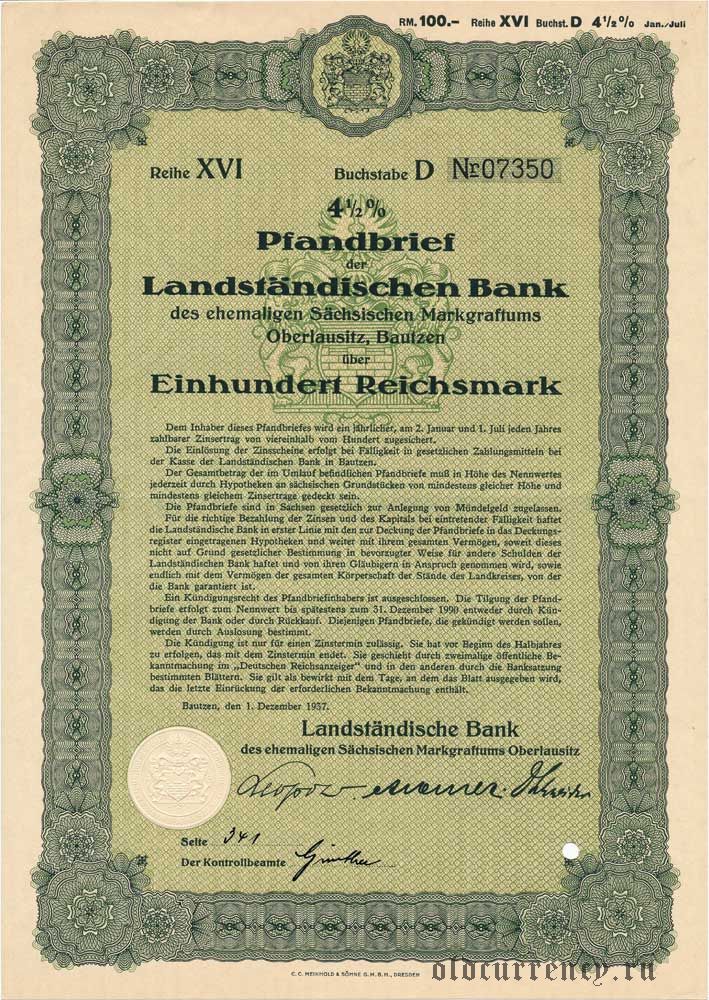 RM. 100.- Reihe XVI Buchst. D 4½% Jan./Juli
Reihe XVI Buchstabe D Nr 07350
4½%
Pfandbrief
der
Landständischen Bank
des ehemaligen Sächsischen Markgraftums
Oberlausitz, Bautzen
über
Einhundert Reichsmark
Dem Inhaber dieses Pfandbriefes wird ein jährlicher, am 2. Januar und 1. Juli jeden Jahres
zahlbarer Zinsertrag von viereinhalb vom Hundert zugesichert.
Die Einlösung der Zinsscheine erfolgt bei Fälligkeit in gesetzlichen Zahlungsmitteln bei
der Kasse der Landständischen Bank in Bautzen.
Der Gesamtbetrag der im Umlauf befindlichen Pfandbriefe muß in Höhe des Nennwertes
jederzeit durch Hypotheken an sächsischen Grundstücken von mindestens gleicher Höhe und
mindestens gleichem Zinsertrage gedeckt sein.
Die Pfandbriefe sind in Sachsen gesetzlich zur Anlegung von Mündelgeld zugelassen.
Für die richtige Bezahlung der Zinsen und des Kapitals bei eintretender Fälligkeit haftet
die Landständische Bank in erster Linie mit den zur Deckung der Pfandbriefe in das Deckungs-
register eingetragenen Hypotheken und weiter mit ihrem gesamten Vermögen, soweit dieses
nicht auf Grund gesetzlicher Bestimmung in bevorzugter Weise für andere Schulden der
Landständischen Bank haftet und von ihren Gläubigern in Anspruch genommen wird, sowie
endlich mit dem Vermögen der gesamten Körperschaft der Stände des Landkreises, von der
die Bank garantiert ist.
Ein Kündigungsrecht des Pfandbriefinhabers ist ausgeschlossen. Die Tilgung der Pfand-
briefe erfolgt zum Nennwert bis spätestens zum 31. Dezember 1990 entweder durch Kün-
digung der Bank oder durch Rückkauf. Diejenigen Pfandbriefe, die gekündigt werden sollen,
werden durch Auslosung bestimmt.
Die Kündigung ist nur für einen Zinstermin zulässig. Sie hat vor Beginn des Halbjahres
zu erfolgen, das mit dem Zinstermin endet. Sie geschieht durch zweimalige öffentliche Be-
kanntmachung im „Deutschen Reichsanzeiger" und in den anderen durch die Banksatzung
bestimmten Blättern. Sie gilt als bewirkt mit dem Tage, an dem das Blatt ausgegeben wird,
das die letzte Einrückung der erforderlichen Bekanntmachung enthält.
Bautzen, den 1. Dezember 1937.
Landständische Bank
des ehemaligen Sächsischen Markgraftums Oberlausitz
Seite 341
Der Kontrollbeamte Günther
C. C. MEINHOLD & SÖHNE G. M. B. H., DRESDEN
oldcurrency.ru